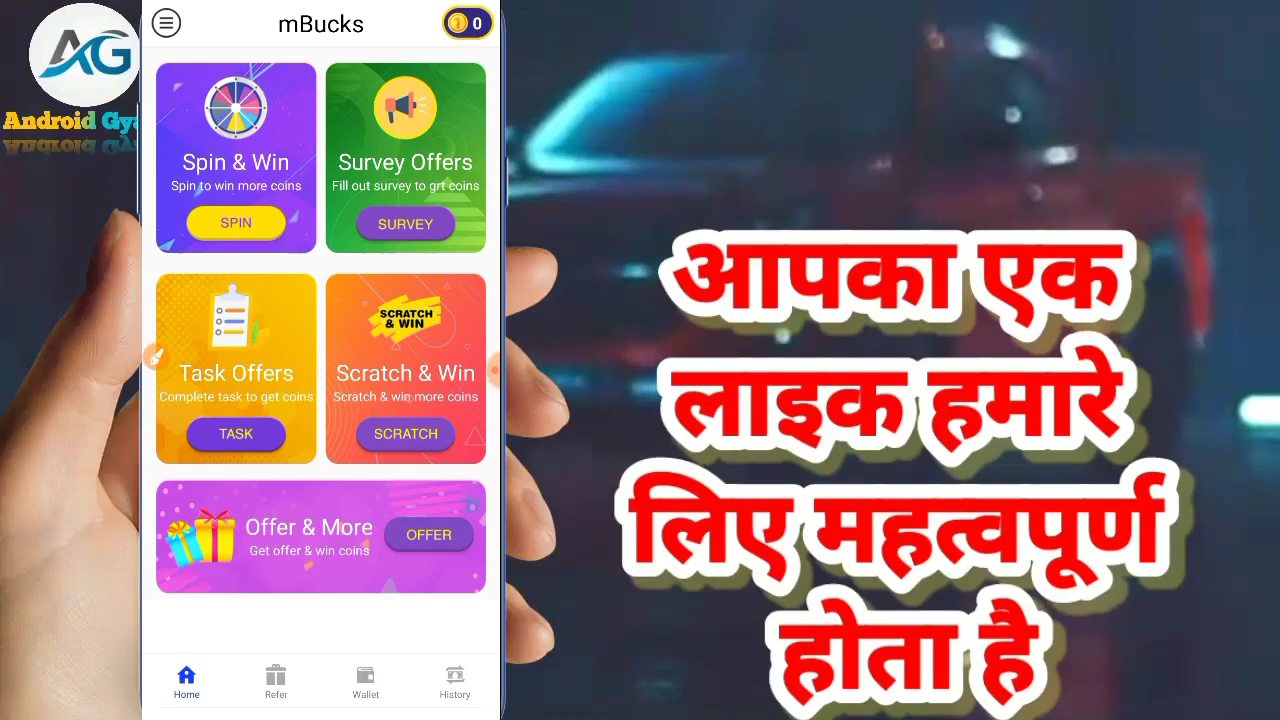 AG
Android Gya
mBucks
0
Spin & Win
Spin to win more coins
SPIN
Survey Offers
Fill out survey to grt coins
SURVEY
Task Offers
Complete task to get coins
TASK
SCRATCH
& WIN
Scratch & Win
Scratch & win more coins
SCRATCH
Offer & More
Get offer & win coins
OFFER
Home
Refer
Wallet
History
आपका एक
लाइक हमारे
लिए महत्वपूर्ण
होता है